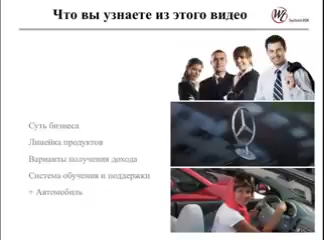 Что вы узнаете из этого видео
Суть бизнеса
Линейка продуктов
Варианты получения дохода
Система обучения и поддержки
+ Автомобиль